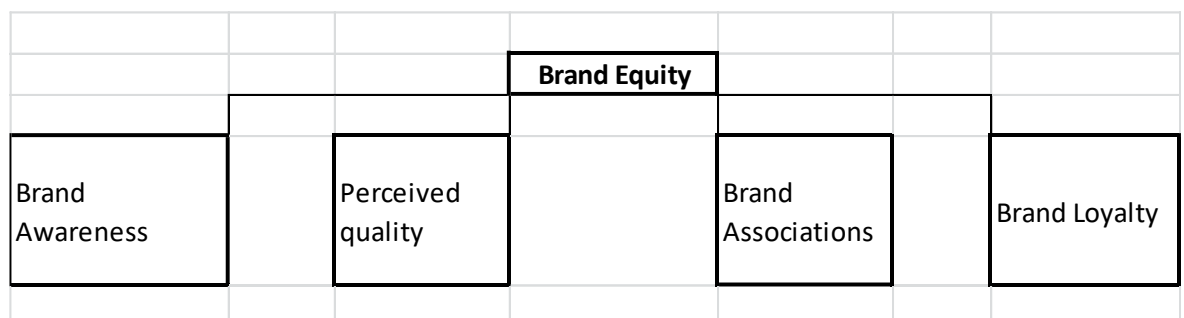 Brand Equity
Brand
Awareness
Perceived
quality
Brand
Associations
Brand Loyalty